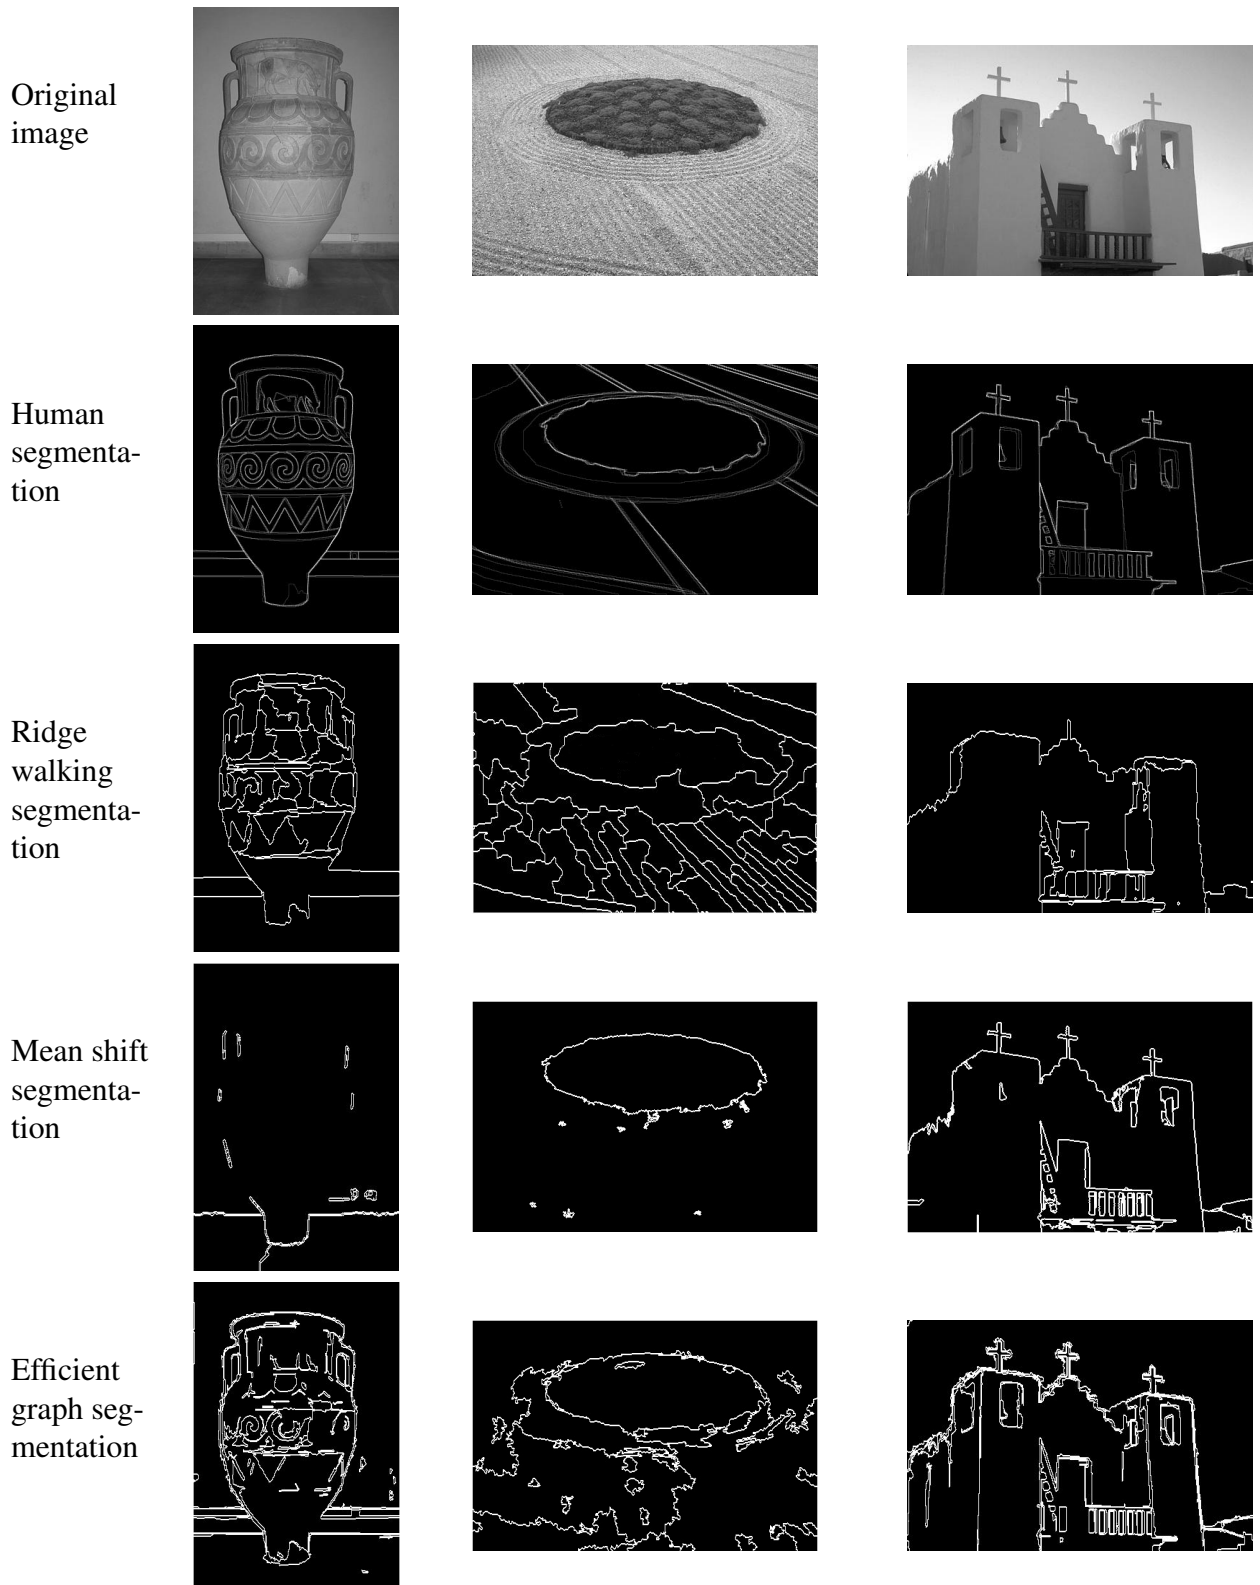 Original
image
Human
segmenta-
tion
Ridge
walking
segmenta-
tion
Mean shift
segmenta-
tion
Efficient
graph seg-
mentation